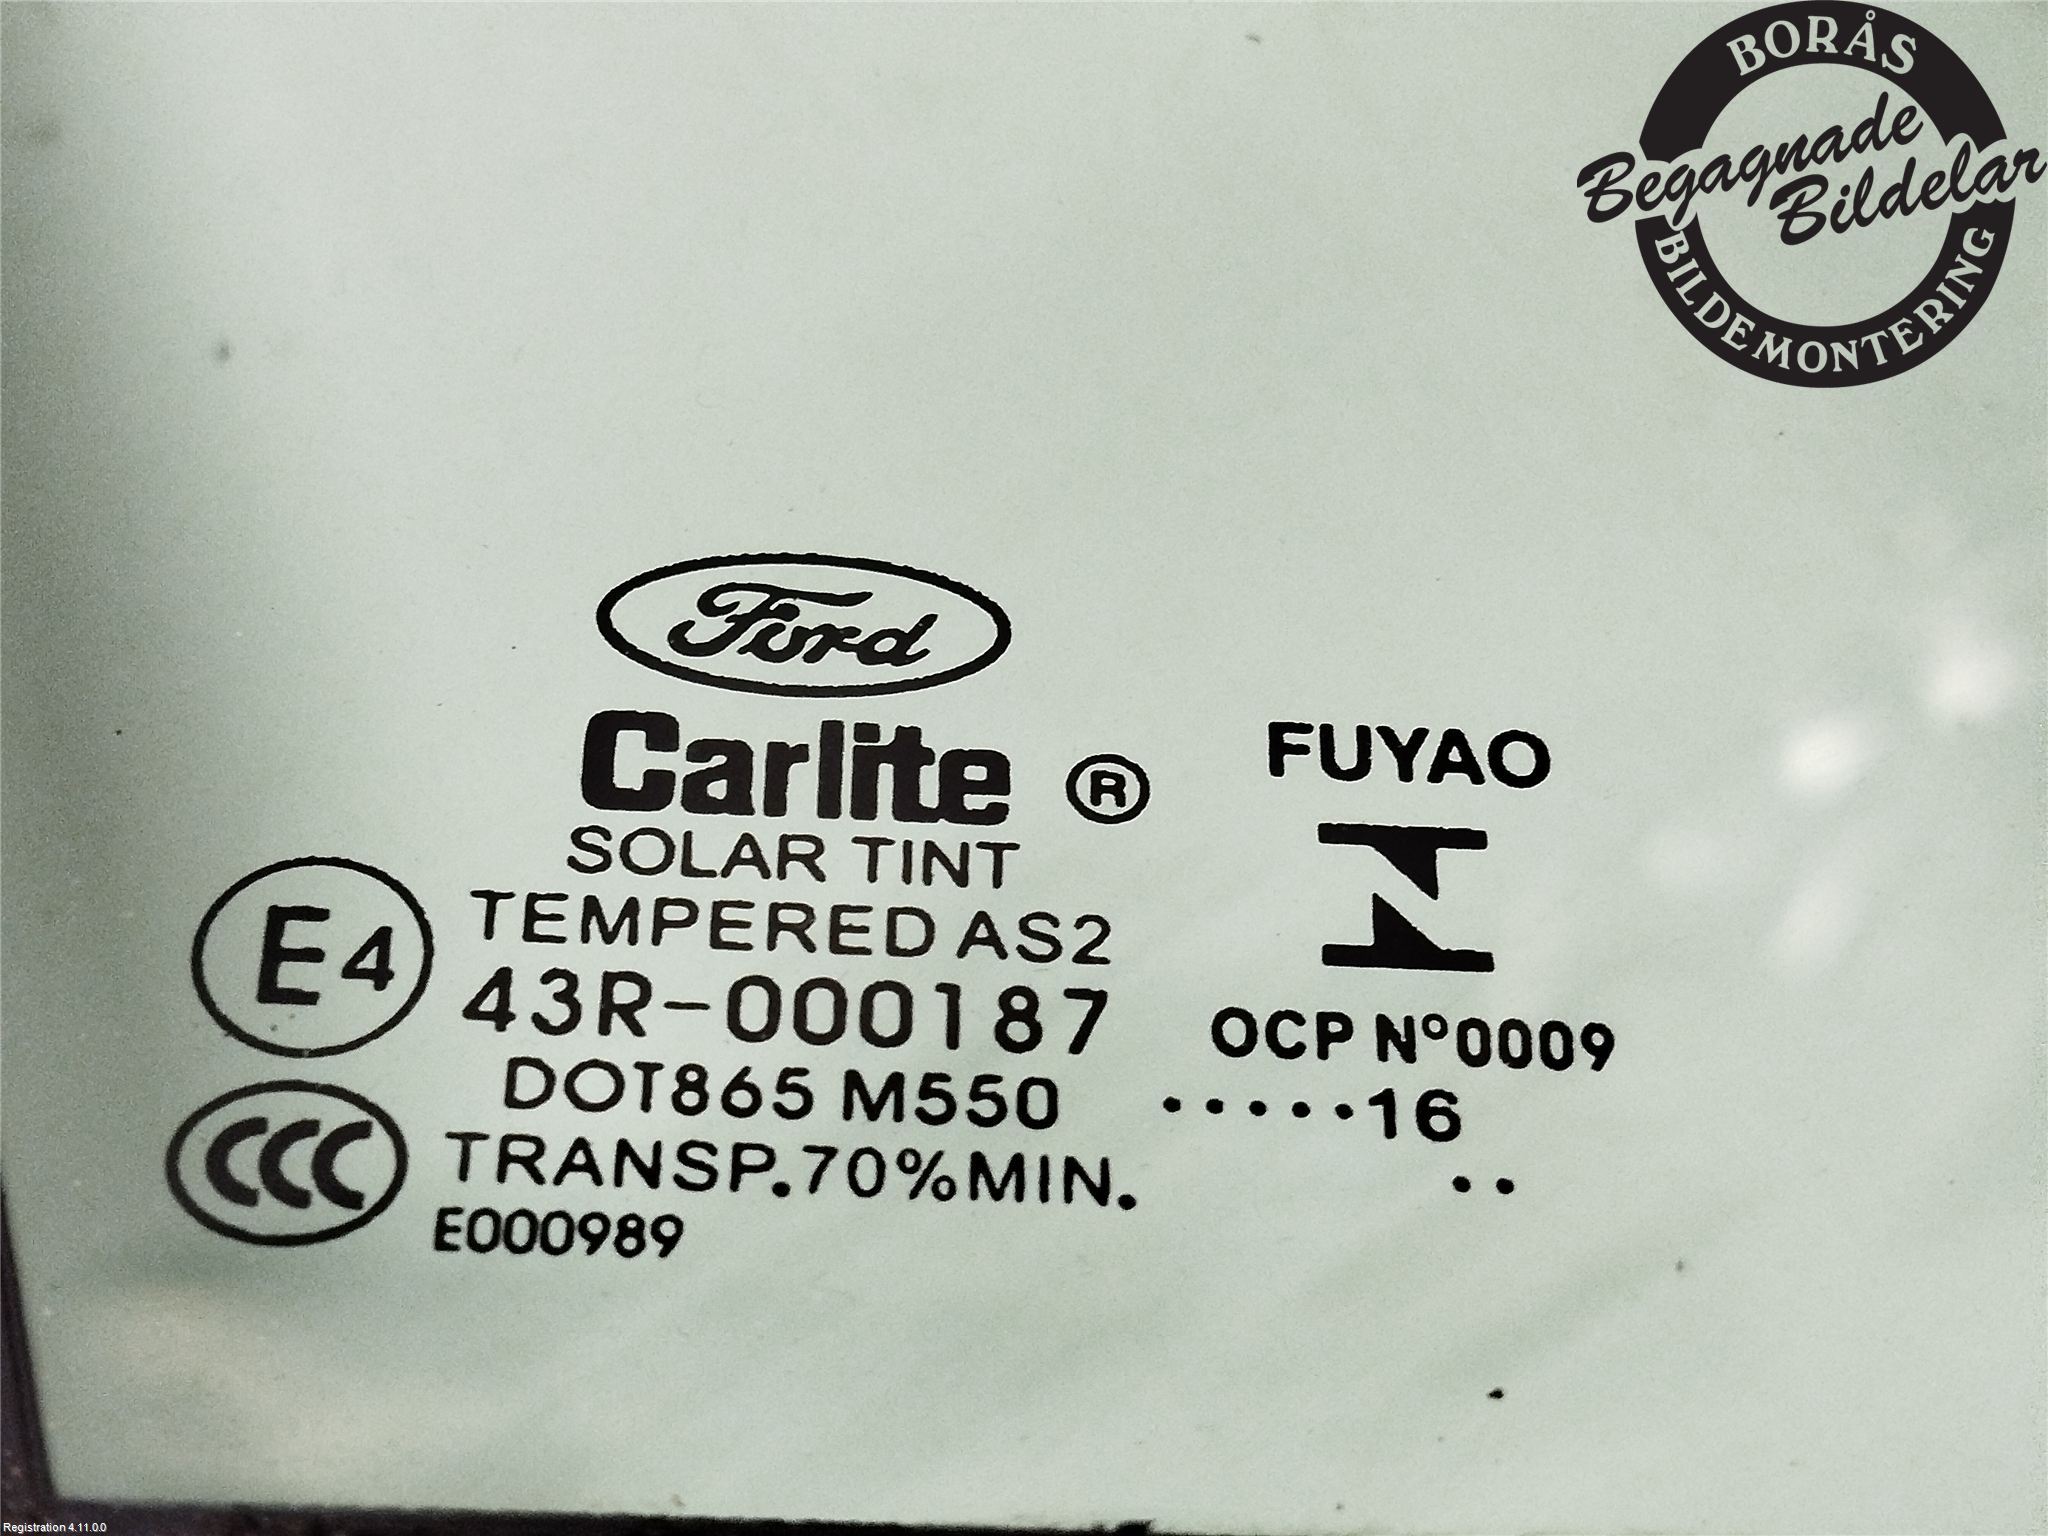 BORÅS
Begagnade
Bildelar
BILDEMONTERING
Ford
Carlite ®
SOLAR TINT
TEMPERED AS2
E4
43R-000187
DOT865 M550
CCC
TRANSP.70%MIN.
E000989
FUYAO
OCP N°0009
.....16
..
Registration 4.11.0.0